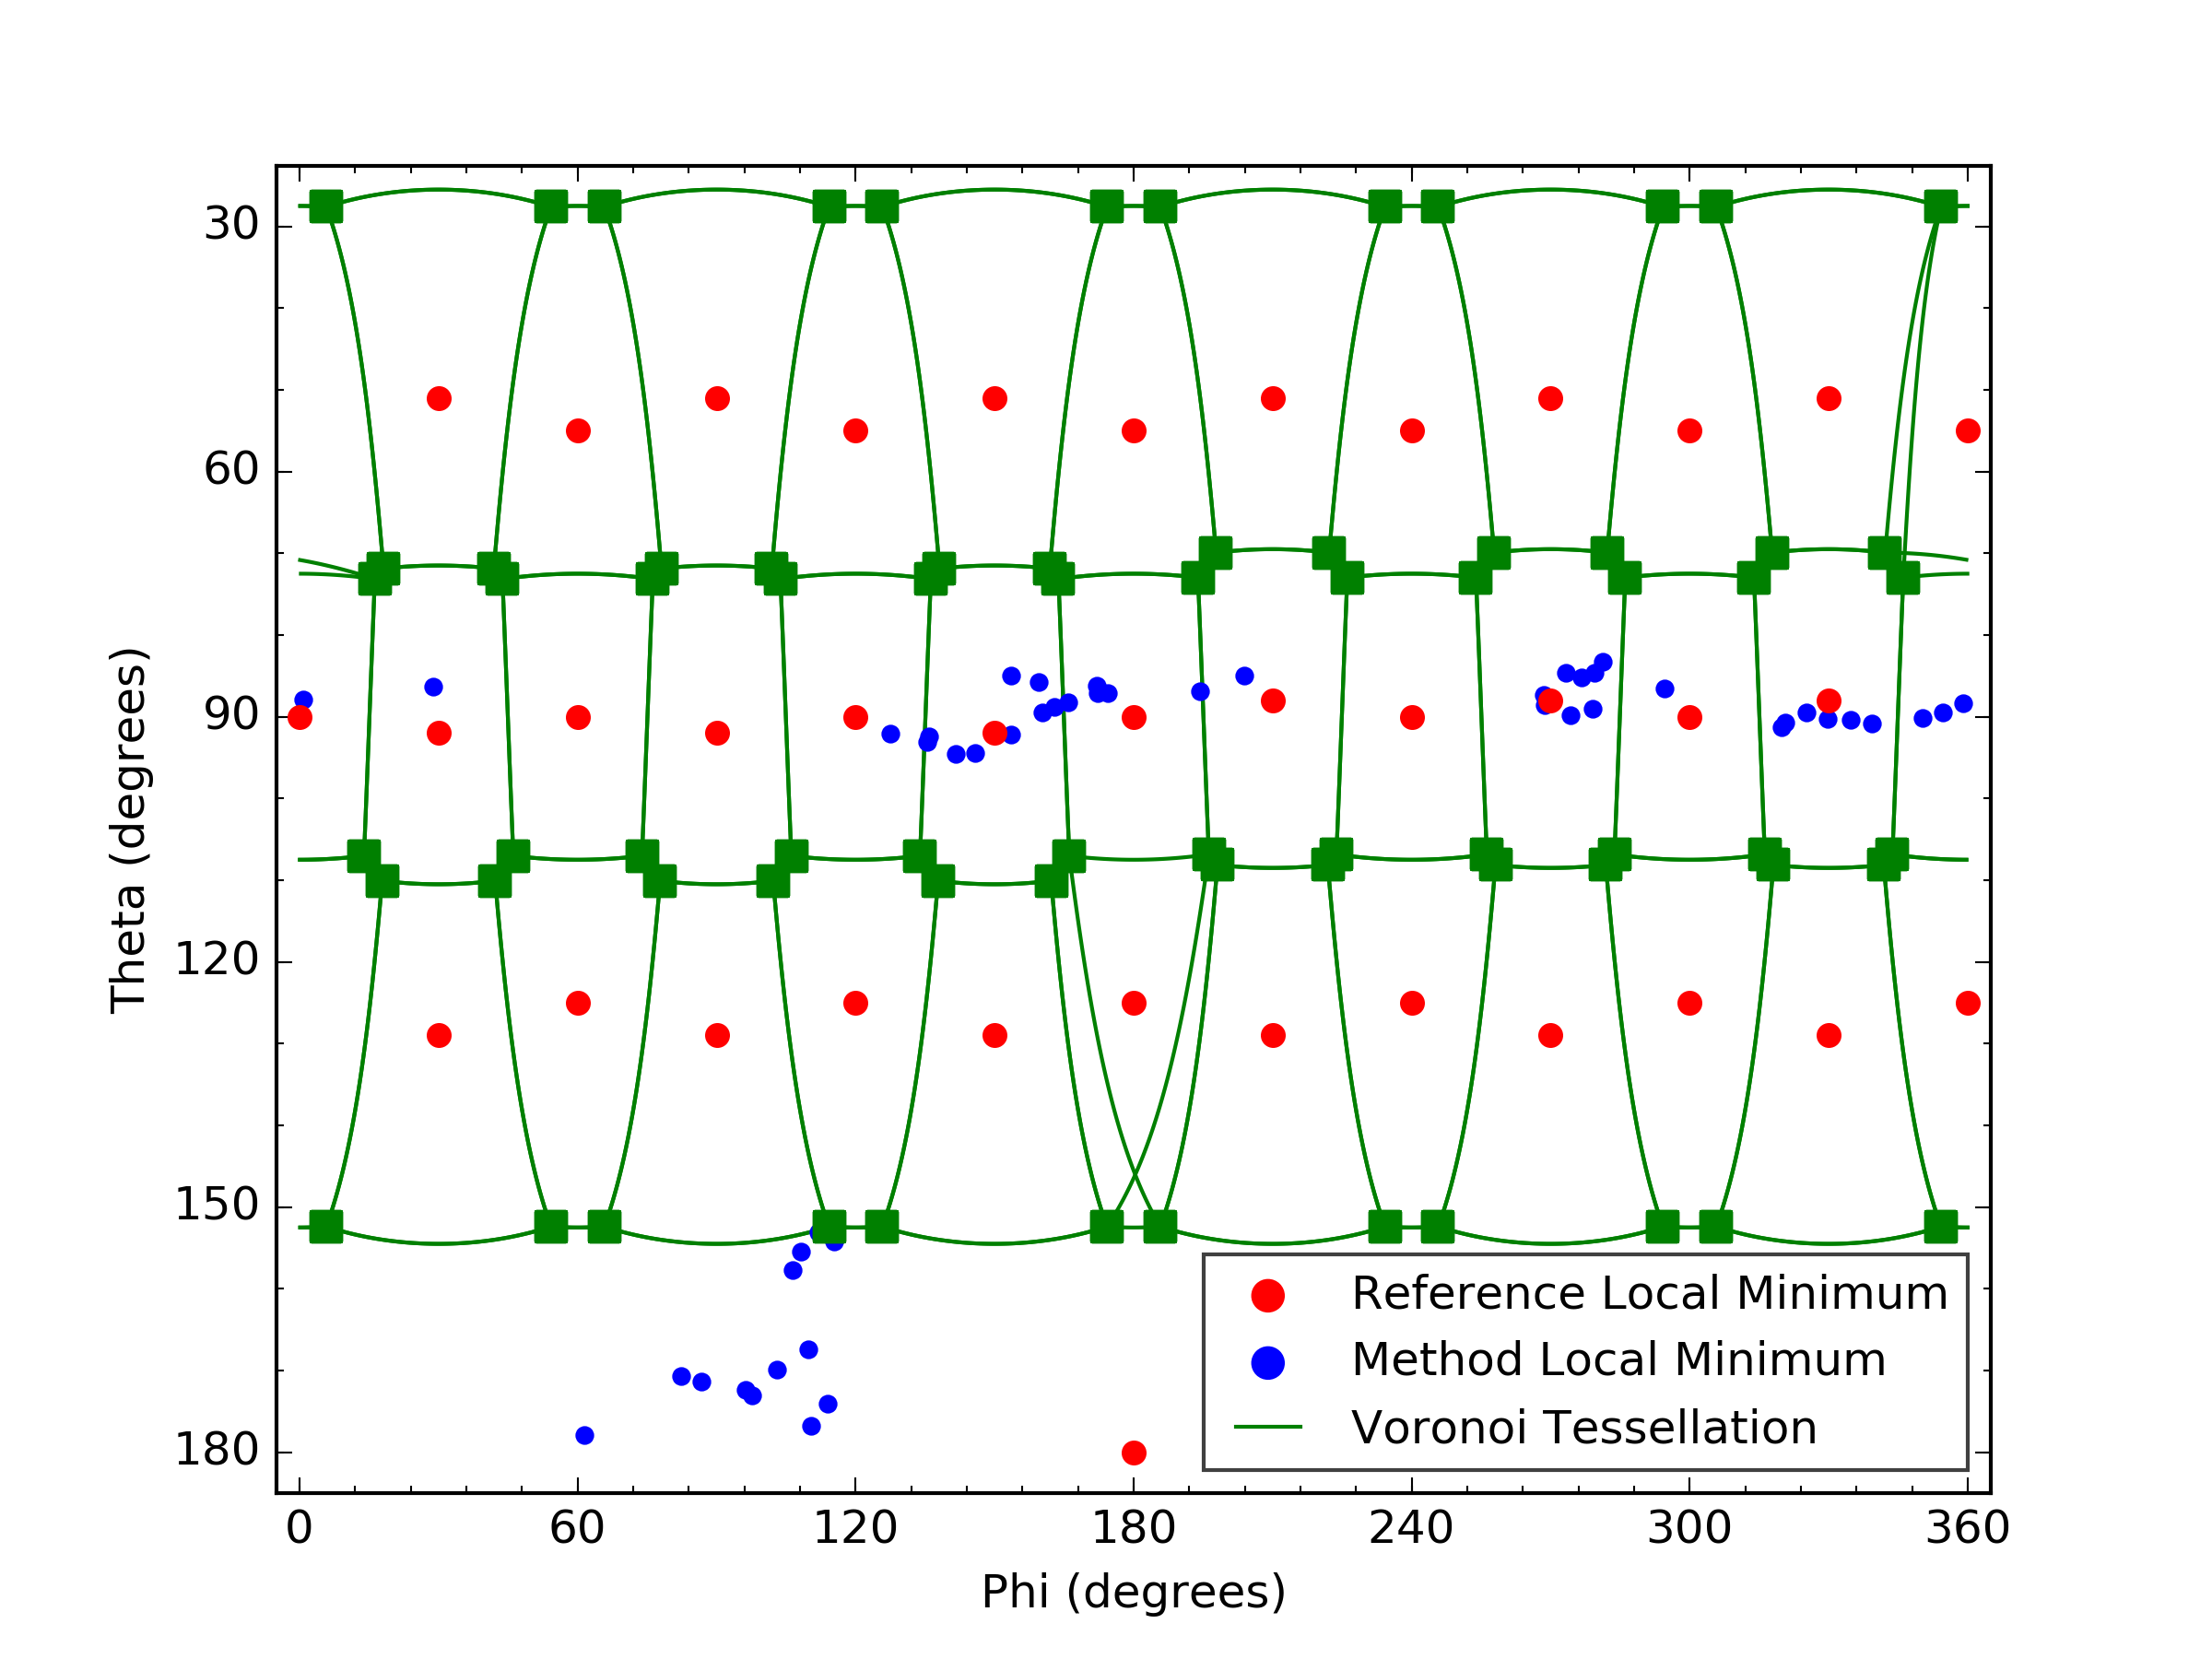 30
60
90
120
150
180
Theta (degrees)
Reference Local Minimum
Method Local Minimum
Voronoi Tessellation
0 60 120 180 240 300 360
Phi (degrees)